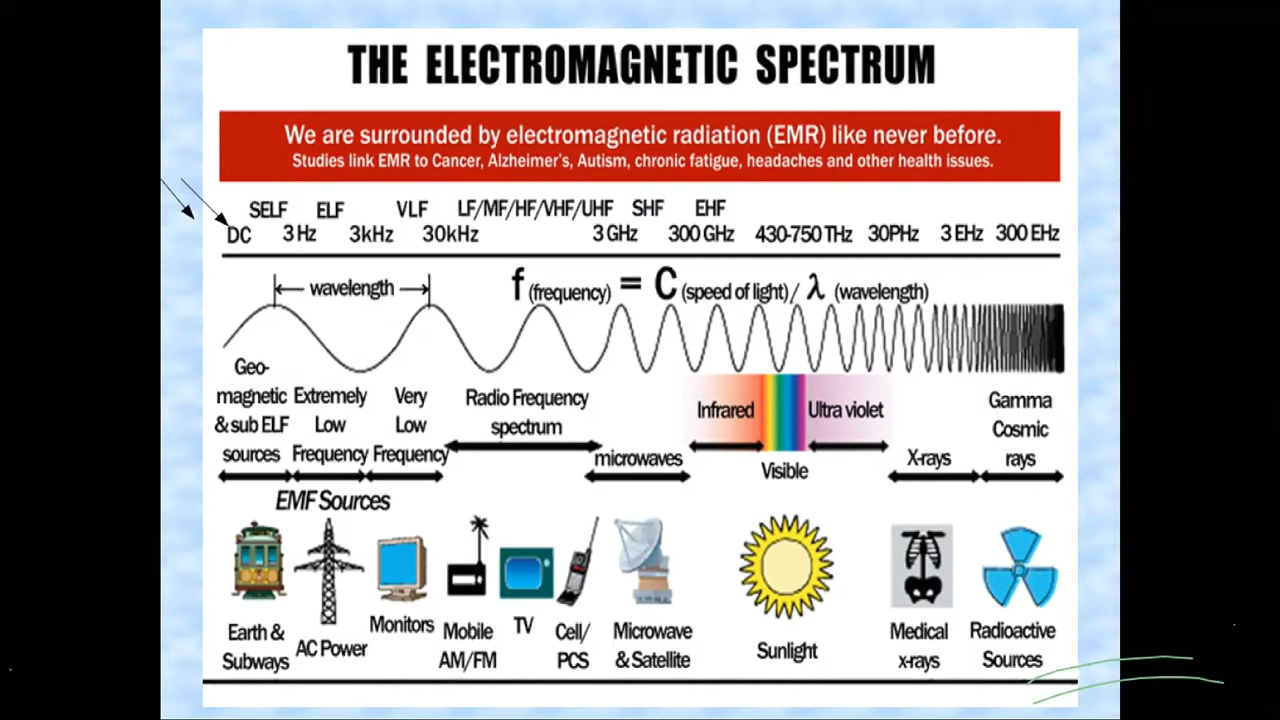 THE ELECTROMAGNETIC SPECTRUM
We are surrounded by electromagnetic radiation (EMR) like never before.
Studies link EMR to Cancer, Alzheimer's, Autism, chronic fatigue, headaches and other health issues.
SELF ELF VLF LF/MF/HF/VHF/UHF SHF EHF
DC 3 Hz 3kHz 30kHz 3 GHz 300 GHz 430-750 THz 30PHz 3 EHz 300 EHz
wavelength
f (frequency) = C (speed of light) / λ (wavelength)
Geo-
magnetic
& sub ELF
sources
Extremely
Low
Frequency
Very
Low
Frequency
Radio Frequency
spectrum
microwaves
Infrared
Visible
Ultra violet
X-rays
Gamma
Cosmic
rays
EMF Sources
Earth &
Subways
AC Power
Monitors
Mobile
AM/FM
TV
Cell/
PCS
Microwave
& Satellite
Sunlight
Medical
x-rays
Radioactive
Sources